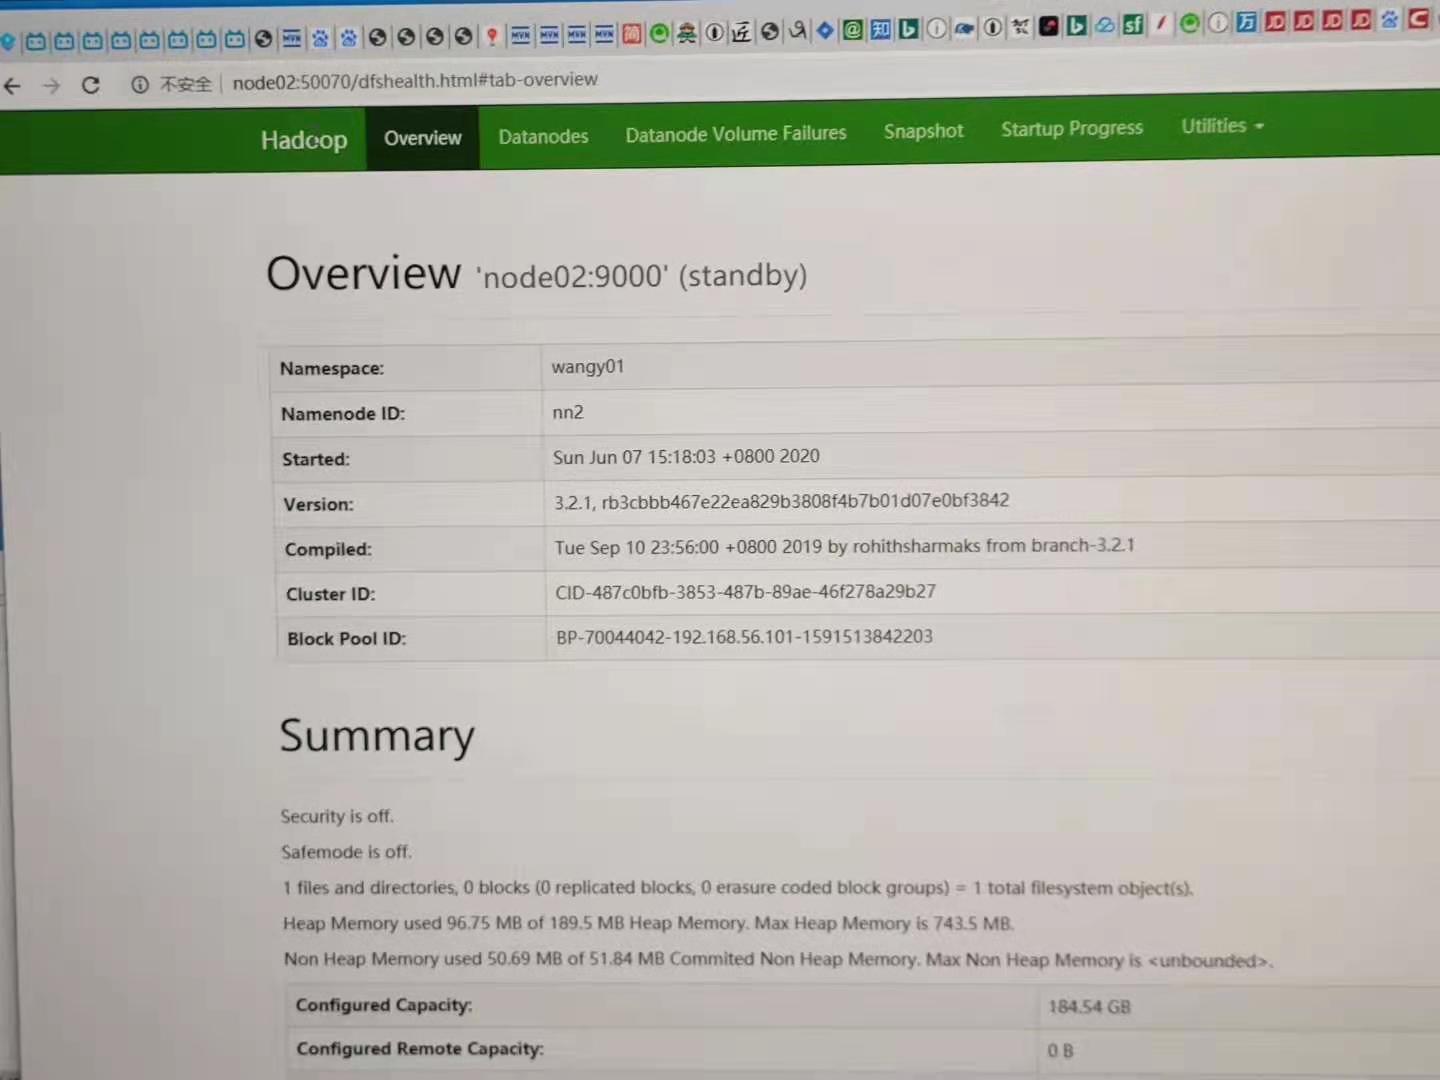 不安全 node02:50070/dfshealth.html#tab-overview
Hadoop Overview Datanodes Datanode Volume Failures Snapshot Startup Progress Utilities
Overview 'node02:9000' (standby)
Namespace: wangy01
Namenode ID: nn2
Started: Sun Jun 07 15:18:03 +0800 2020
Version: 3.2.1, rb3cbbb467e22ea829b3808f4b7b01d07e0bf3842
Compiled: Tue Sep 10 23:56:00 +0800 2019 by rohithsharmaks from branch-3.2.1
Cluster ID: CID-487c0bfb-3853-487b-89ae-46f278a29b27
Block Pool ID: BP-70044042-192.168.56.101-1591513842203
Summary
Security is off.
Safemode is off.
1 files and directories, 0 blocks (0 replicated blocks, 0 erasure coded block groups) = 1 total filesystem object(s).
Heap Memory used 96.75 MB of 189.5 MB Heap Memory. Max Heap Memory is 743.5 MB.
Non Heap Memory used 50.69 MB of 51.84 MB Commited Non Heap Memory. Max Non Heap Memory is <unbounded>.
Configured Capacity: 184.54 GB
Configured Remote Capacity: 0 B